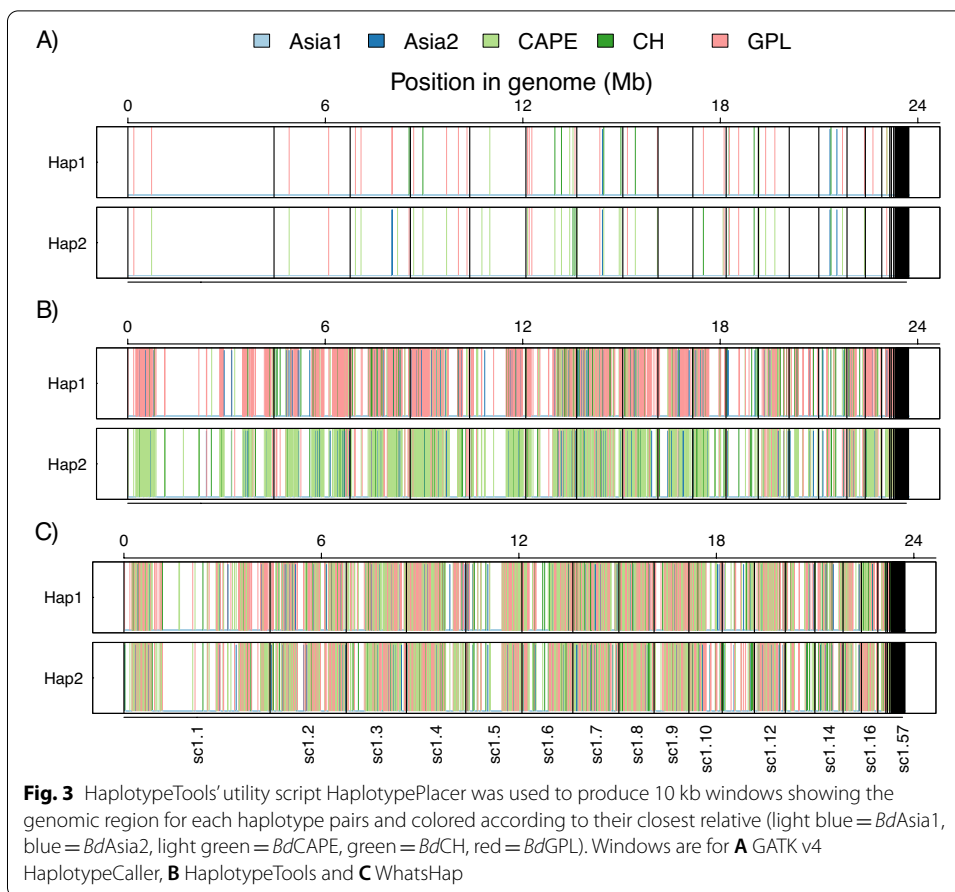 A)
Asia1 Asia2 CAPE CH GPL
Position in genome (Mb)
0 6 12 18 24
Hap1
Hap2
B)
0 6 12 18 24
Hap1
Hap2
C)
0 6 12 18 24
Hap1
Hap2
sc1.1 sc1.2 sc1.3 sc1.4 sc1.5 sc1.6 sc1.7 sc1.8 sc1.9 sc1.10 sc1.12 sc1.14 sc1.16 sc1.57
Fig. 3 HaplotypeTools' utility script HaplotypePlacer was used to produce 10 kb windows showing the
genomic region for each haplotype pairs and colored according to their closest relative (light blue = BdAsia1,
blue = BdAsia2, light green = BdCAPE, green = BdCH, red = BdGPL). Windows are for A GATK v4
HaplotypeCaller, B HaplotypeTools and C WhatsHap